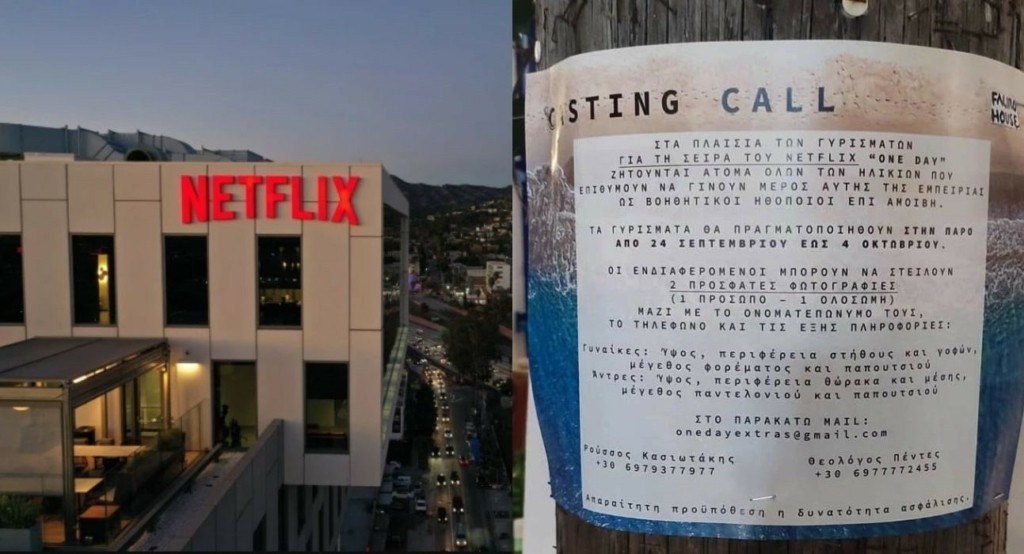 NETFLIX
CASTING CALL
FALIRO HOUSE
ΣΤΑ ΠΛΑΙΣΙΑ ΤΩΝ ΓΥΡΙΣΜΑΤΩΝ
ΓΙΑ ΤΗ ΣΕΙΡΑ ΤΟΥ NETFLIX "ONE DAY"
ΖΗΤΟΥΝΤΑΙ ΑΤΟΜΑ ΟΛΩΝ ΤΩΝ ΗΛΙΚΙΩΝ ΠΟΥ
ΕΠΙΘΥΜΟΥΝ ΝΑ ΓΙΝΟΥΝ ΜΕΡΟΣ ΑΥΤΗΣ ΤΗΣ ΕΜΠΕΙΡΙΑΣ
ΩΣ ΒΟΗΘΗΤΙΚΟΙ ΗΘΟΠΟΙΟΙ ΕΠΙ ΑΜΟΙΒΗ.
ΤΑ ΓΥΡΙΣΜΑΤΑ ΘΑ ΠΡΑΓΜΑΤΟΠΟΙΗΘΟΥΝ ΣΤΗΝ ΠΑΡΟ
ΑΠΟ 24 ΣΕΠΤΕΜΒΡΙΟΥ ΕΩΣ 4 ΟΚΤΩΒΡΙΟΥ.
ΟΙ ΕΝΔΙΑΦΕΡΟΜΕΝΟΙ ΜΠΟΡΟΥΝ ΝΑ ΣΤΕΙΛΟΥΝ
2 ΠΡΟΣΦΑΤΕΣ ΦΩΤΟΓΡΑΦΙΕΣ
(1 ΠΡΟΣΩΠΟ – 1 ΟΛΟΣΩΜΗ)
ΜΑΖΙ ΜΕ ΤΟ ΟΝΟΜΑΤΕΠΩΝΥΜΟ ΤΟΥΣ,
ΤΟ ΤΗΛΕΦΩΝΟ ΚΑΙ ΤΙΣ ΕΞΗΣ ΠΛΗΡΟΦΟΡΙΕΣ:
Γυναίκες: Ύψος, περιφέρεια στήθους και γοφών,
μέγεθος φορέματος και παπουτσιού
Άντρες: Ύψος, περιφέρεια θώρακα και μέσης,
μέγεθος παντελονιού και παπουτσιού
ΣΤΟ ΠΑΡΑΚΑΤΩ MAIL:
onedayextras@gmail.com
Ρούσσος Κασιωτάκης
+30 6979377977
Θεολόγος Πέντες
+30 6977772455
Απαραίτητη προϋπόθεση η δυνατότητα ασφάλισης.